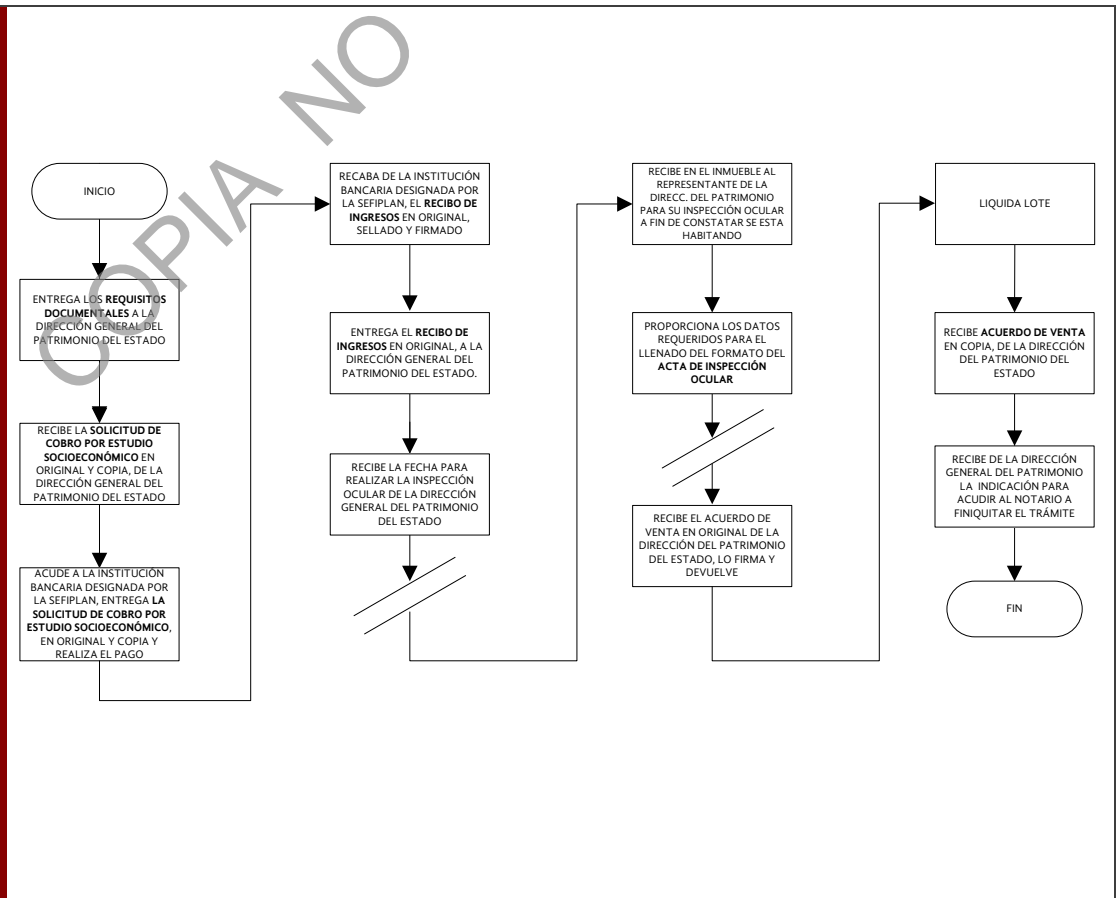 COPIA NO
INICIO
ENTREGA LOS REQUISITOS
DOCUMENTALES A LA
DIRECCIÓN GENERAL DEL
PATRIMONIO DEL ESTADO
RECIBE LA SOLICITUD DE
COBRO POR ESTUDIO
SOCIOECONÓMICO EN
ORIGINAL Y COPIA, DE LA
DIRECCIÓN GENERAL DEL
PATRIMONIO DEL ESTADO
ACUDE A LA INSTITUCIÓN
BANCARIA DESIGNADA POR
LA SEFIPLAN, ENTREGA LA
SOLICITUD DE COBRO POR
ESTUDIO SOCIOECONÓMICO,
EN ORIGINAL Y COPIA Y
REALIZA EL PAGO
RECABA DE LA INSTITUCIÓN
BANCARIA DESIGNADA POR
LA SEFIPLAN, EL RECIBO DE
INGRESOS EN ORIGINAL,
SELLADO Y FIRMADO
ENTREGA EL RECIBO DE
INGRESOS EN ORIGINAL, A LA
DIRECCIÓN GENERAL DEL
PATRIMONIO DEL ESTADO.
RECIBE LA FECHA PARA
REALIZAR LA INSPECCIÓN
OCULAR DE LA DIRECCIÓN
GENERAL DEL PATRIMONIO
DEL ESTADO
RECIBE EN EL INMUEBLE AL
REPRESENTANTE DE LA
DIRECC. DEL PATRIMONIO
PARA SU INSPECCIÓN OCULAR
A FIN DE CONSTATAR SE ESTA
HABITANDO
PROPORCIONA LOS DATOS
REQUERIDOS PARA EL
LLENADO DEL FORMATO DEL
ACTA DE INSPECCIÓN
OCULAR
RECIBE EL ACUERDO DE
VENTA EN ORIGINAL DE LA
DIRECCIÓN DEL PATRIMONIO
DEL ESTADO, LO FIRMA Y
DEVUELVE
LIQUIDA LOTE
RECIBE ACUERDO DE VENTA
EN COPIA, DE LA DIRECCIÓN
DEL PATRIMONIO DEL
ESTADO
RECIBE DE LA DIRECCIÓN
GENERAL DEL PATRIMONIO
LA INDICACIÓN PARA
ACUDIR AL NOTARIO A
FINIQUITAR EL TRÁMITE
FIN